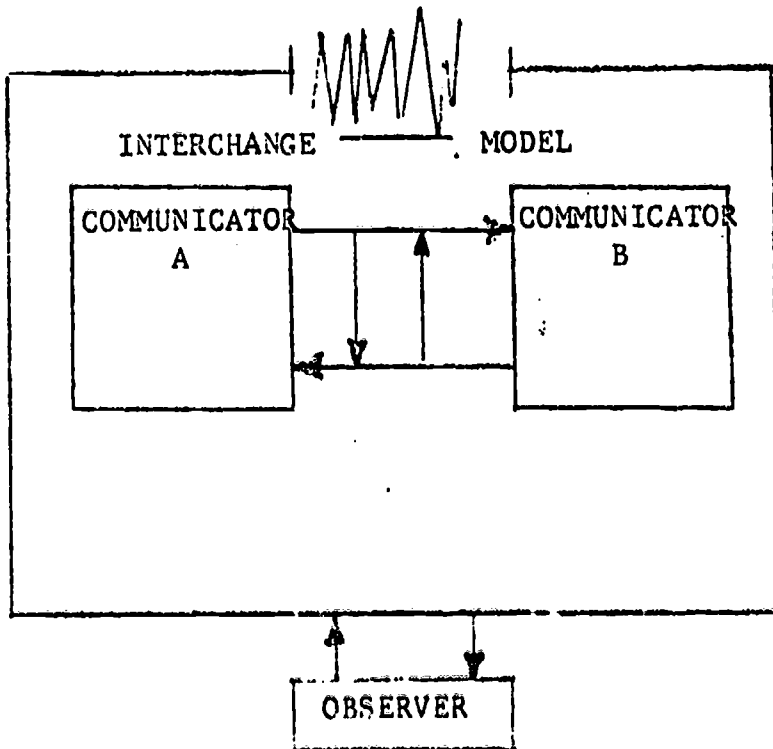 INTERCHANGE MODEL
COMMUNICATOR
A
COMMUNICATOR
B
OBSERVER